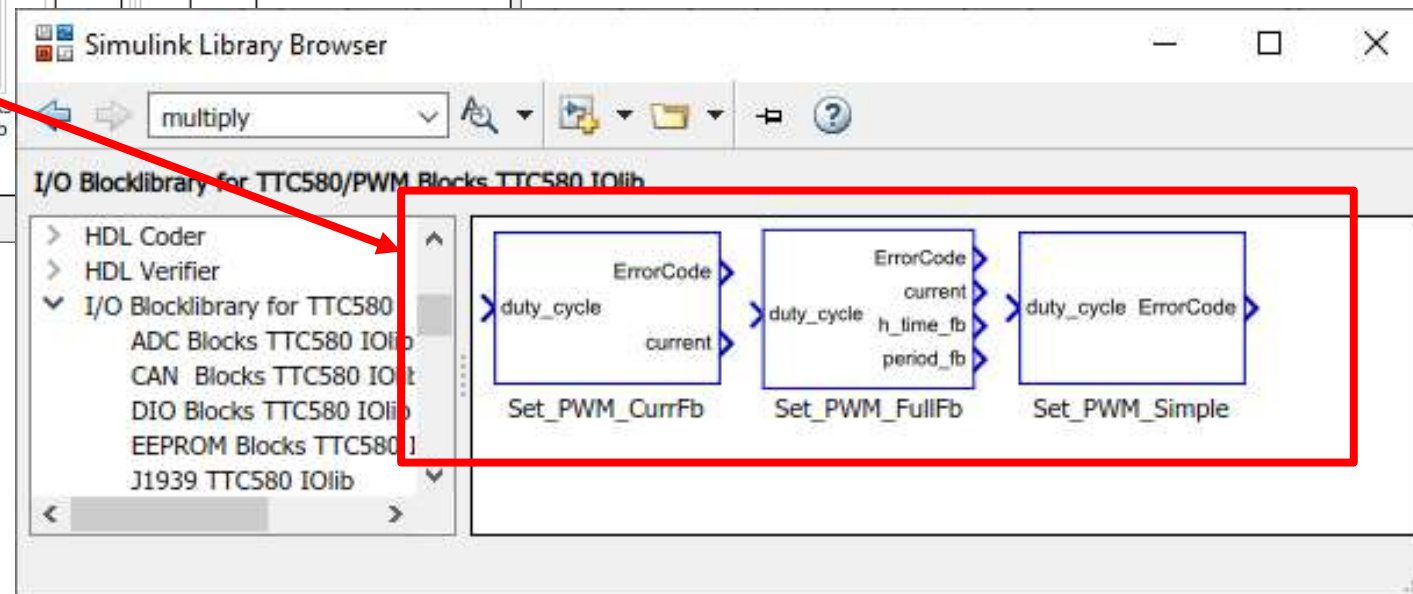 Simulink Library Browser
multiply
I/O Blocklibrary for TTC580/PWM Blocks TTC580 IOlib
HDL Coder
HDL Verifier
I/O Blocklibrary for TTC580
ADC Blocks TTC580 IOlib
CAN Blocks TTC580 IOlib
DIO Blocks TTC580 IOlib
EEPROM Blocks TTC580 I
J1939 TTC580 IOlib
duty_cycle
ErrorCode
current
Set_PWM_CurrFb
duty_cycle
ErrorCode
current
h_time_fb
period_fb
Set_PWM_FullFb
duty_cycle ErrorCode
Set_PWM_Simple